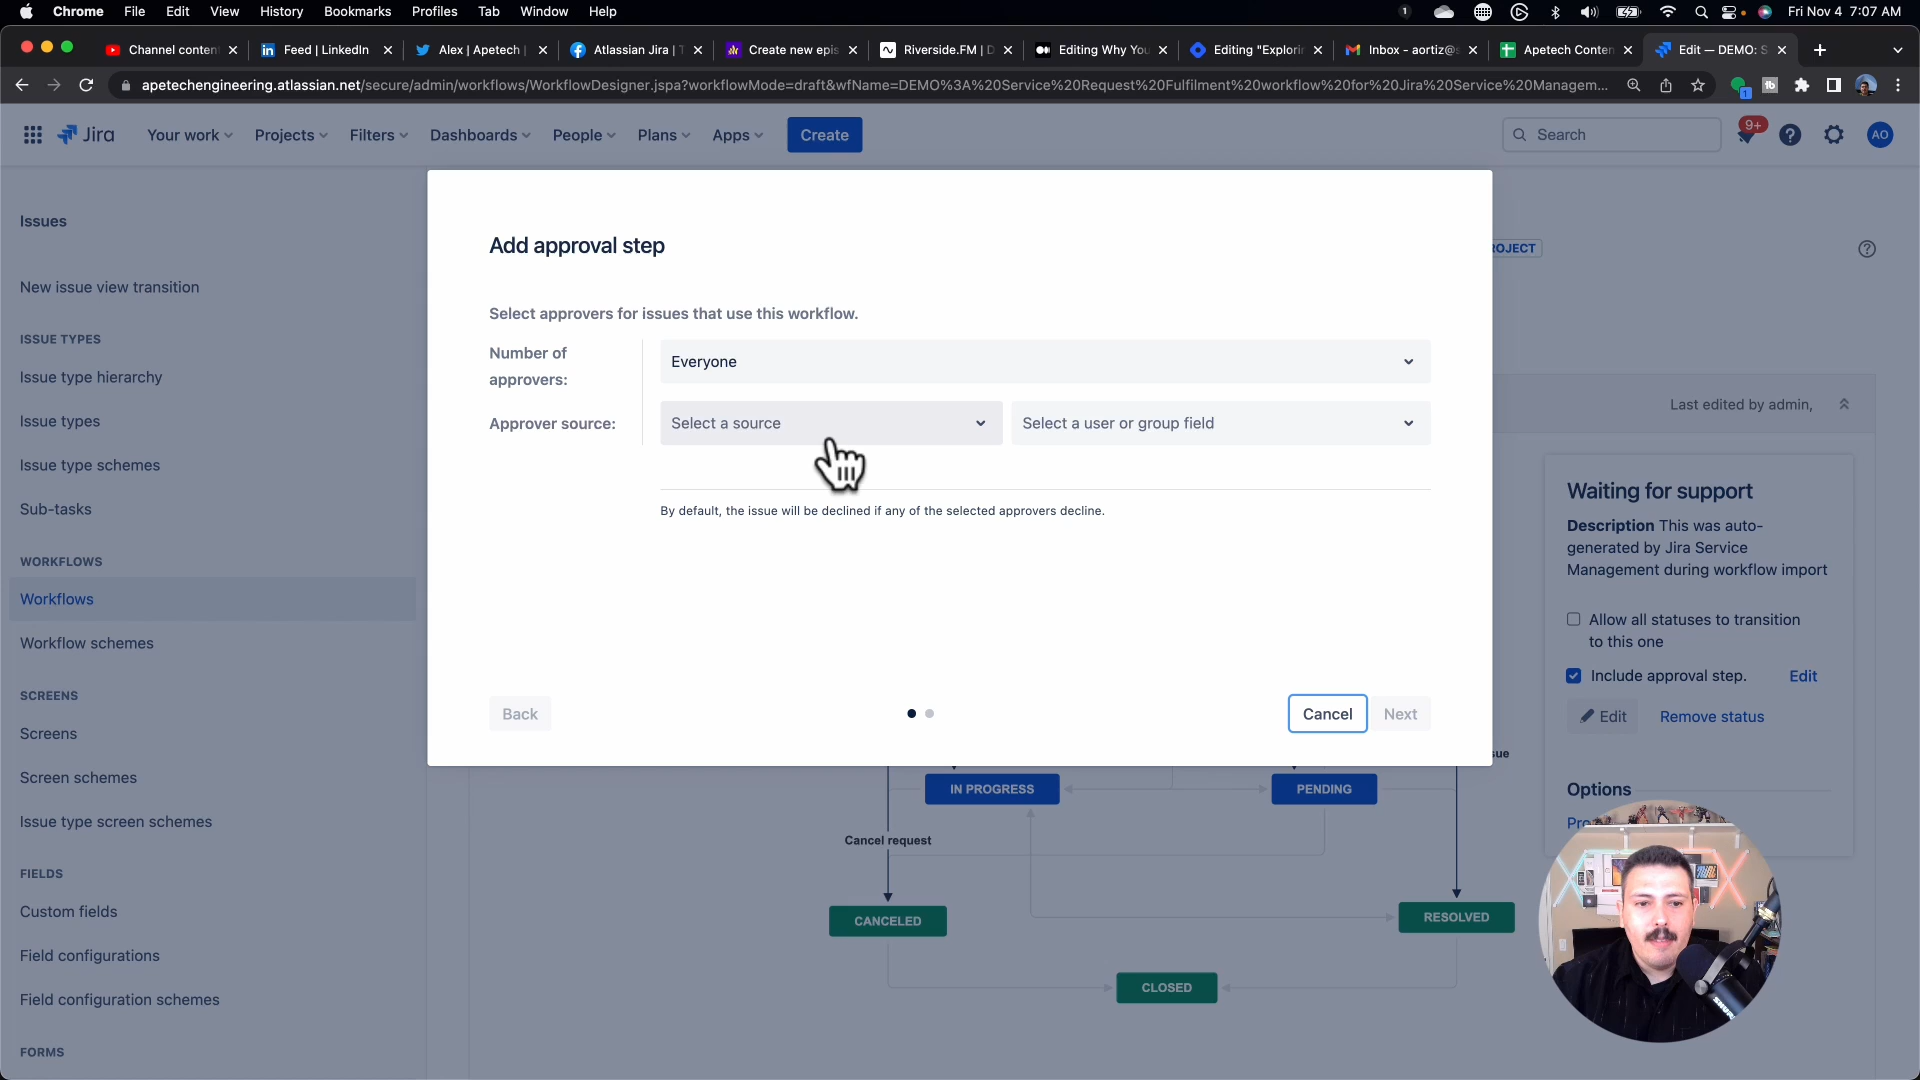 Chrome File Edit View History Bookmarks Profiles Tab Window Help
1
Fri Nov 4 7:07 AM
Channel conten
Feed | LinkedIn
Alex | Apetech |
Atlassian Jira | T
Create new epis
Riverside.FM | D
Editing Why You
Editing "Explorin
Inbox - aortiz@s
Apetech Conten
Edit — DEMO: S
apetechengineering.atlassian.net/secure/admin/workflows/WorkflowDesigner.jspa?workflowMode=draft&wfName=DEMO%3A%20Service%20Request%20Fulfilment%20workflow%20for%20Jira%20Service%20Managem...
1
tb
Jira
Your work
Projects
Filters
Dashboards
People
Plans
Apps
Create
Search
9+
AO
Issues
New issue view transition
ISSUE TYPES
Issue type hierarchy
Issue types
Issue type schemes
Sub-tasks
WORKFLOWS
Workflows
Workflow schemes
SCREENS
Screens
Screen schemes
Issue type screen schemes
FIELDS
Custom fields
Field configurations
Field configuration schemes
FORMS
Add approval step
Select approvers for issues that use this workflow.
Number of
approvers:
Everyone
Approver source:
Select a source
Select a user or group field
By default, the issue will be declined if any of the selected approvers decline.
Back
Cancel
Next
ROJECT
Last edited by admin,
Waiting for support
Description This was auto-
generated by Jira Service
Management during workflow import
Allow all statuses to transition
to this one
Include approval step.
Edit
Edit
Remove status
Options
Pro
sue
IN PROGRESS
PENDING
Cancel request
CANCELED
RESOLVED
CLOSED
SHURE